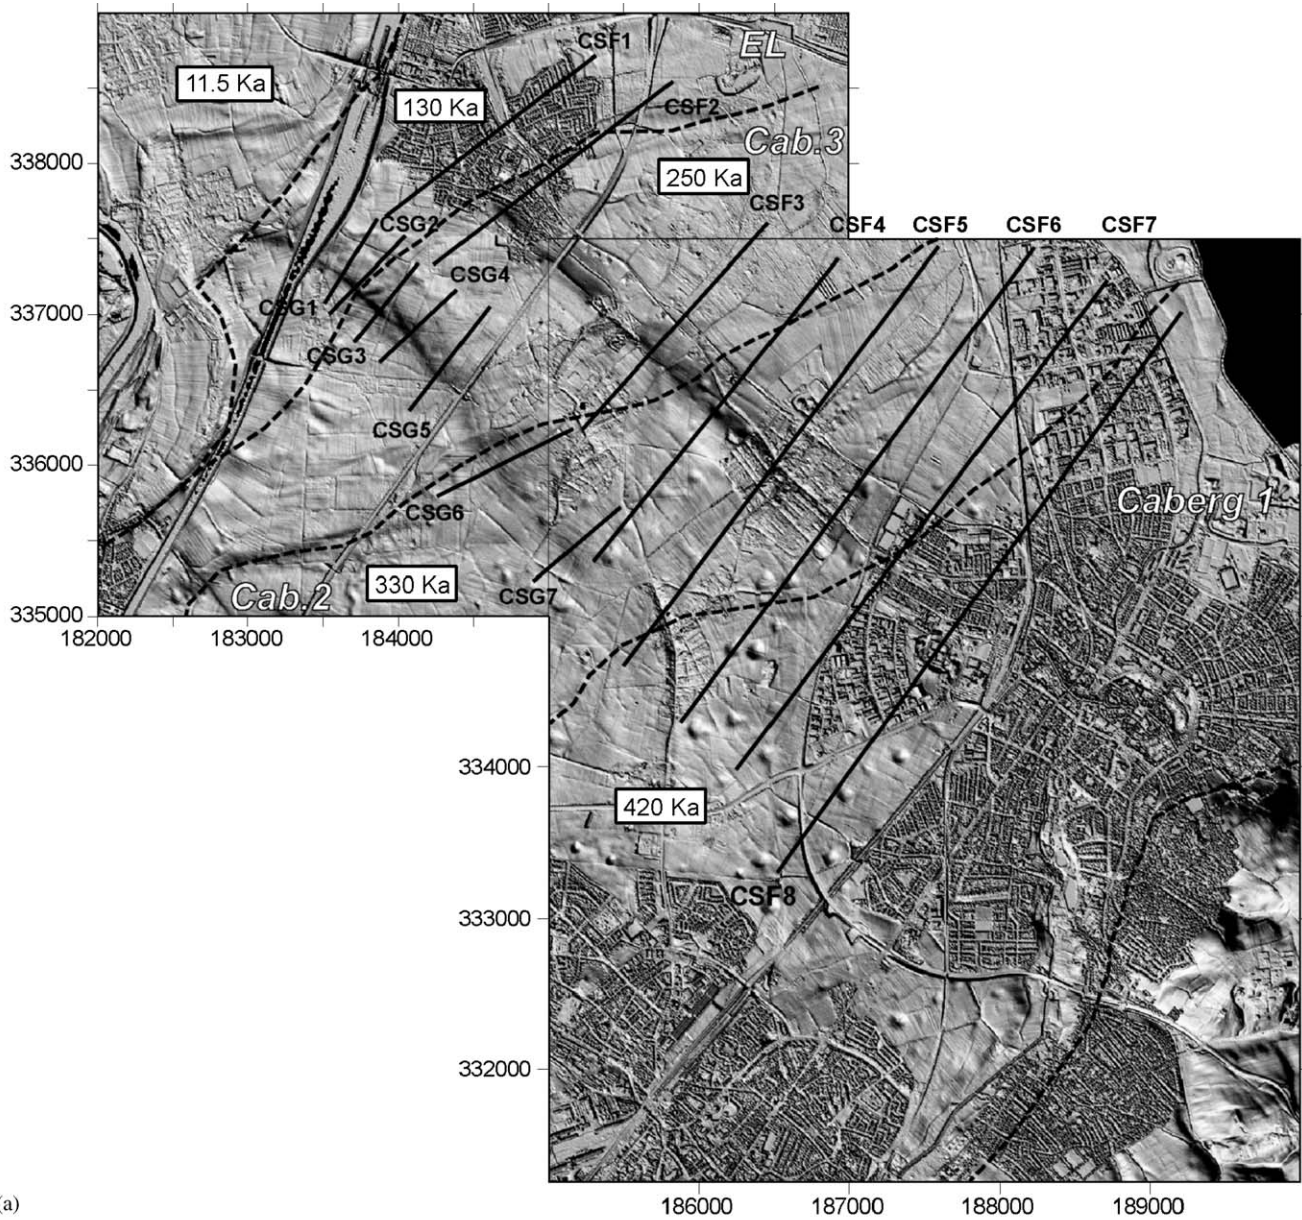 CSF1
EL
11.5 Ka
130 Ka
CSF2
Cab.3
338000
250 Ka
CSF3
CSG2
CSF4
CSF5
CSF6
CSF7
CSG4
337000
CSG1
CSG3
CSG5
336000
CSG6
Caberg 1
330 Ka
Cab.2
CSG7
335000
182000
183000
184000
334000
420 Ka
CSF8
333000
332000
(a)
186000
187000
188000
189000